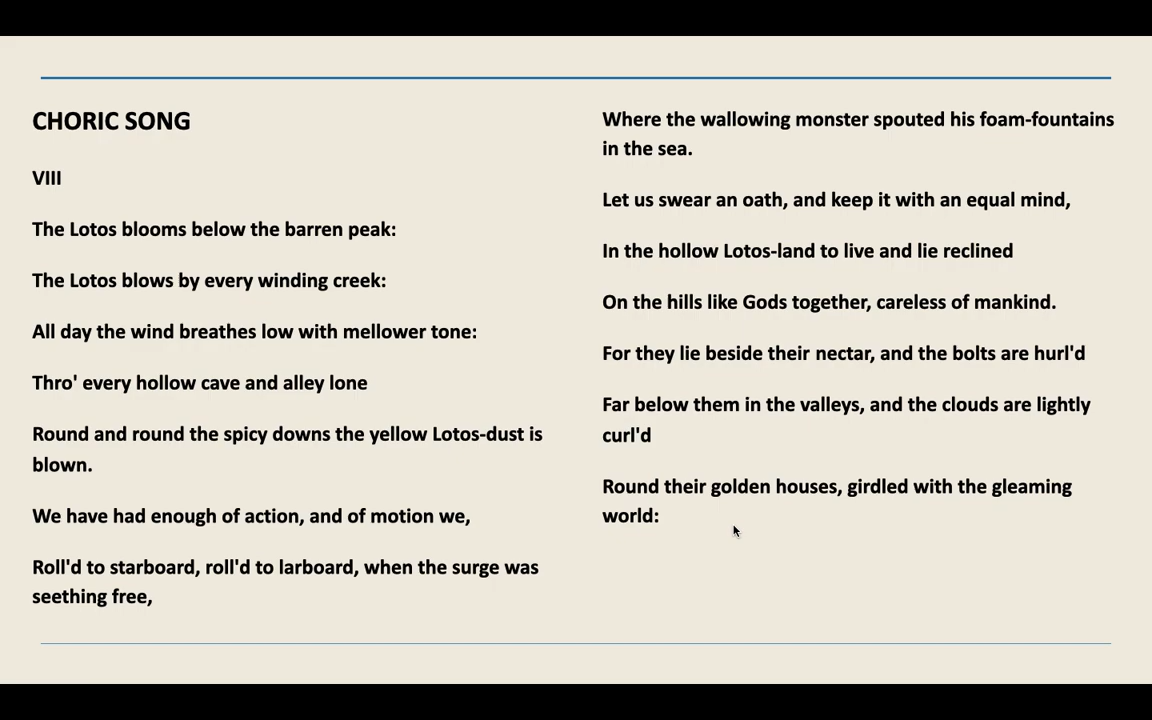 CHORIC SONG
VIII
The Lotos blooms below the barren peak:
The Lotos blows by every winding creek:
All day the wind breathes low with mellower tone:
Thro' every hollow cave and alley lone
Round and round the spicy downs the yellow Lotos-dust is
blown.
We have had enough of action, and of motion we,
Roll'd to starboard, roll'd to larboard, when the surge was
seething free,
Where the wallowing monster spouted his foam-fountains
in the sea.
Let us swear an oath, and keep it with an equal mind,
In the hollow Lotos-land to live and lie reclined
On the hills like Gods together, careless of mankind.
For they lie beside their nectar, and the bolts are hurl'd
Far below them in the valleys, and the clouds are lightly
curl'd
Round their golden houses, girdled with the gleaming
world: